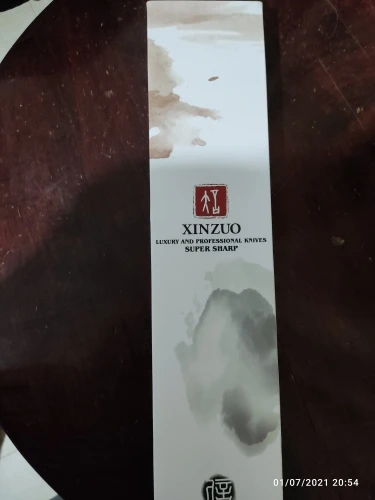 XINZUO
LUXURY AND PROFESSIONAL KNIVES
SUPER SHARP
01/07/2021 20:54